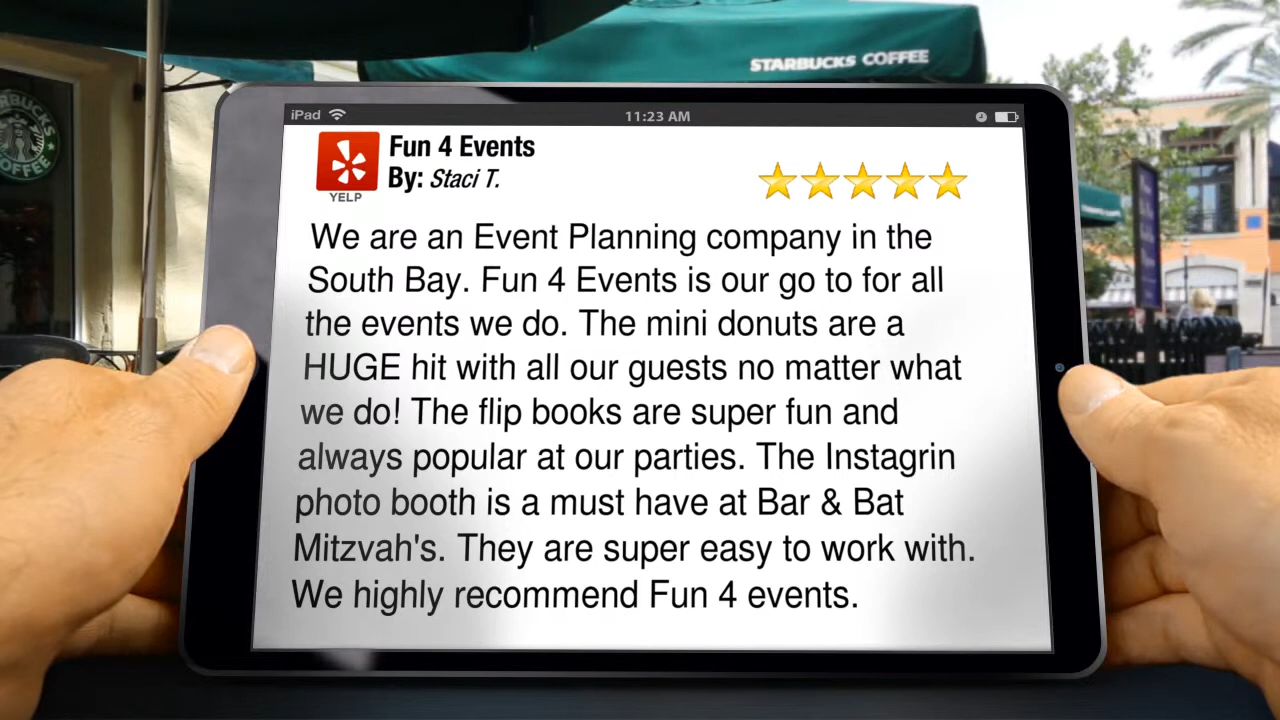 STARBUCKS COFFEE
iPad
11:23 AM
Fun 4 Events
By: Staci T.
YELP
We are an Event Planning company in the
South Bay. Fun 4 Events is our go to for all
the events we do. The mini donuts are a
HUGE hit with all our guests no matter what
we do! The flip books are super fun and
always popular at our parties. The Instagrin
photo booth is a must have at Bar & Bat
Mitzvah's. They are super easy to work with.
We highly recommend Fun 4 events.